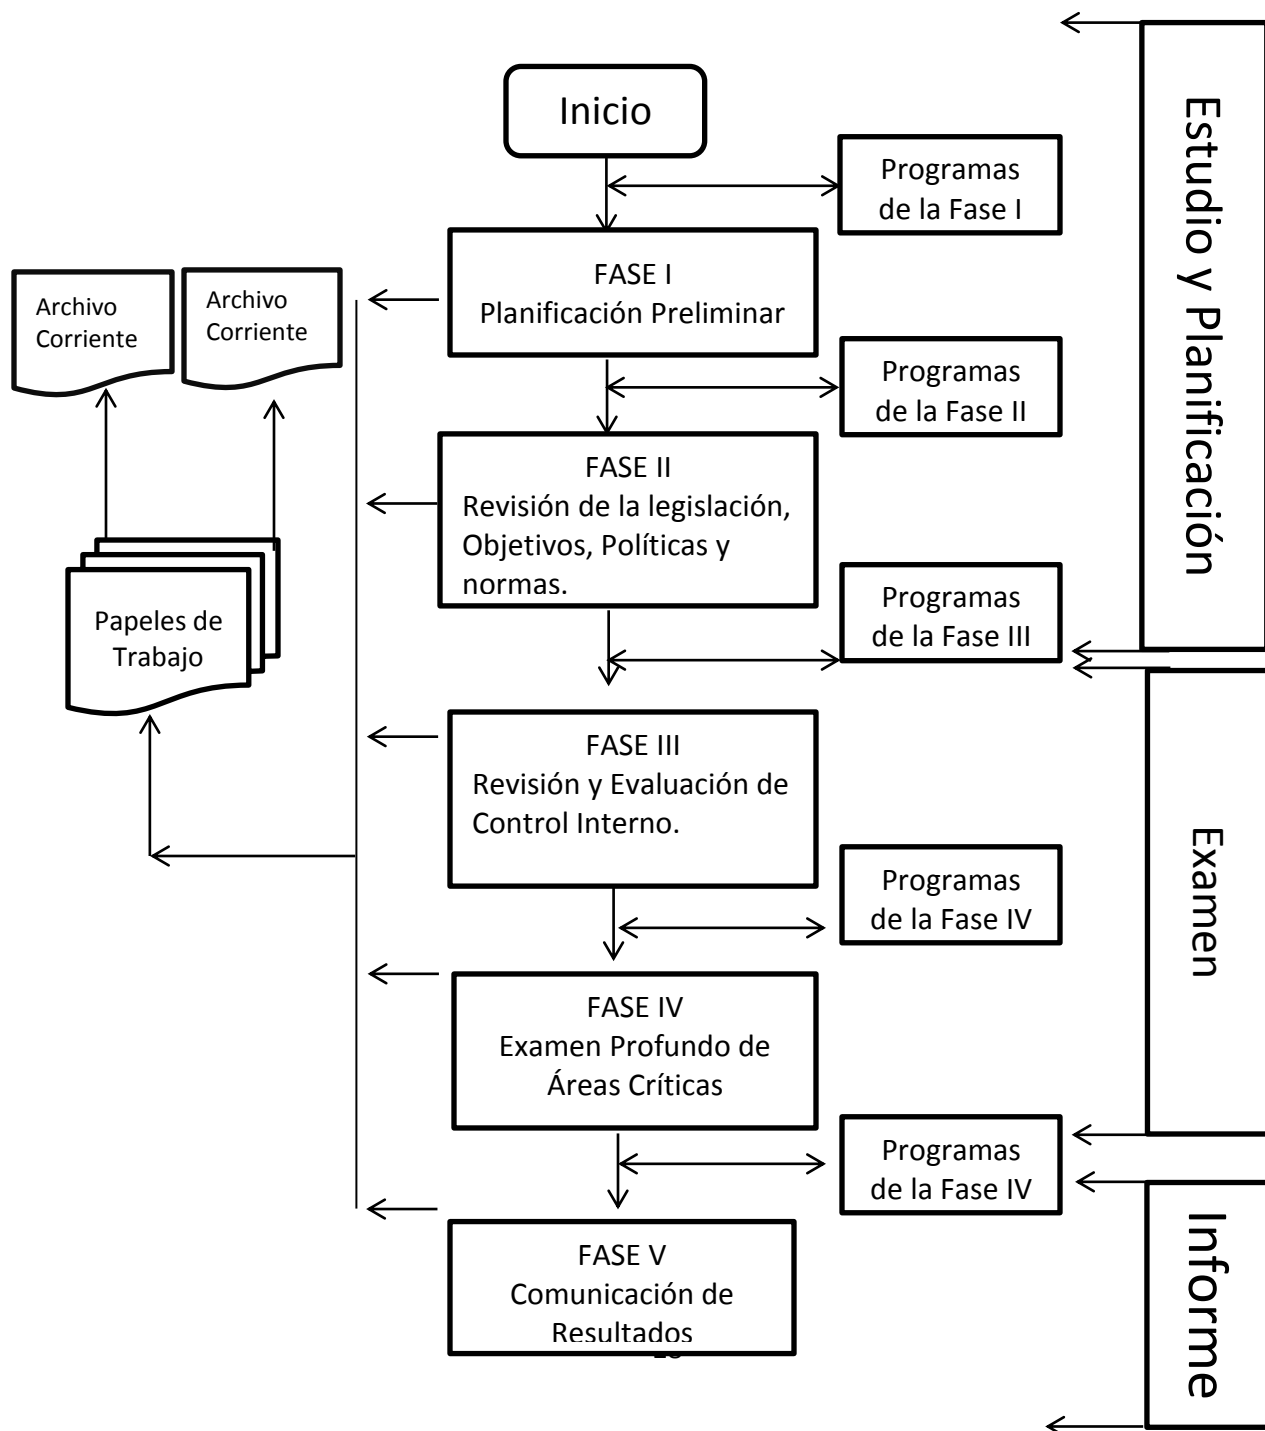 Inicio
Programas
de la Fase I
FASE I
Planificación Preliminar
Archivo
Corriente
Archivo
Corriente
Programas
de la Fase II
FASE II
Revisión de la legislación,
Objetivos, Políticas y
normas.
Programas
de la Fase III
Papeles de
Trabajo
FASE III
Revisión y Evaluación de
Control Interno.
Programas
de la Fase IV
FASE IV
Examen Profundo de
Áreas Críticas
Programas
de la Fase IV
FASE V
Comunicación de
Resultados
Estudio y Planificación
Examen
Informe